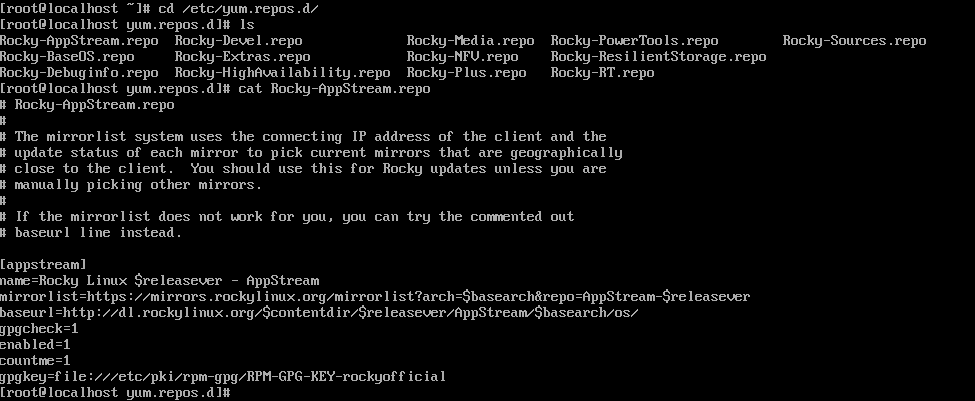 [root@localhost ~]# cd /etc/yum.repos.d/
[root@localhost yum.repos.d]# ls
Rocky-AppStream.repo  Rocky-Devel.repo             Rocky-Media.repo  Rocky-PowerTools.repo        Rocky-Sources.repo
Rocky-BaseOS.repo     Rocky-Extras.repo            Rocky-NFV.repo    Rocky-ResilientStorage.repo
Rocky-Debuginfo.repo  Rocky-HighAvailability.repo  Rocky-Plus.repo   Rocky-RT.repo
[root@localhost yum.repos.d]# cat Rocky-AppStream.repo
# Rocky-AppStream.repo
#
# The mirrorlist system uses the connecting IP address of the client and the
# update status of each mirror to pick current mirrors that are geographically
# close to the client.  You should use this for Rocky updates unless you are
# manually picking other mirrors.
#
# If the mirrorlist does not work for you, you can try the commented out
# baseurl line instead.

[appstream]
name=Rocky Linux $releasever - AppStream
mirrorlist=https://mirrors.rockylinux.org/mirrorlist?arch=$basearch&repo=AppStream-$releasever
baseurl=http://dl.rockylinux.org/$contentdir/$releasever/AppStream/$basearch/os/
gpgcheck=1
enabled=1
countme=1
gpgkey=file:///etc/pki/rpm-gpg/RPM-GPG-KEY-rockyofficial
[root@localhost yum.repos.d]#